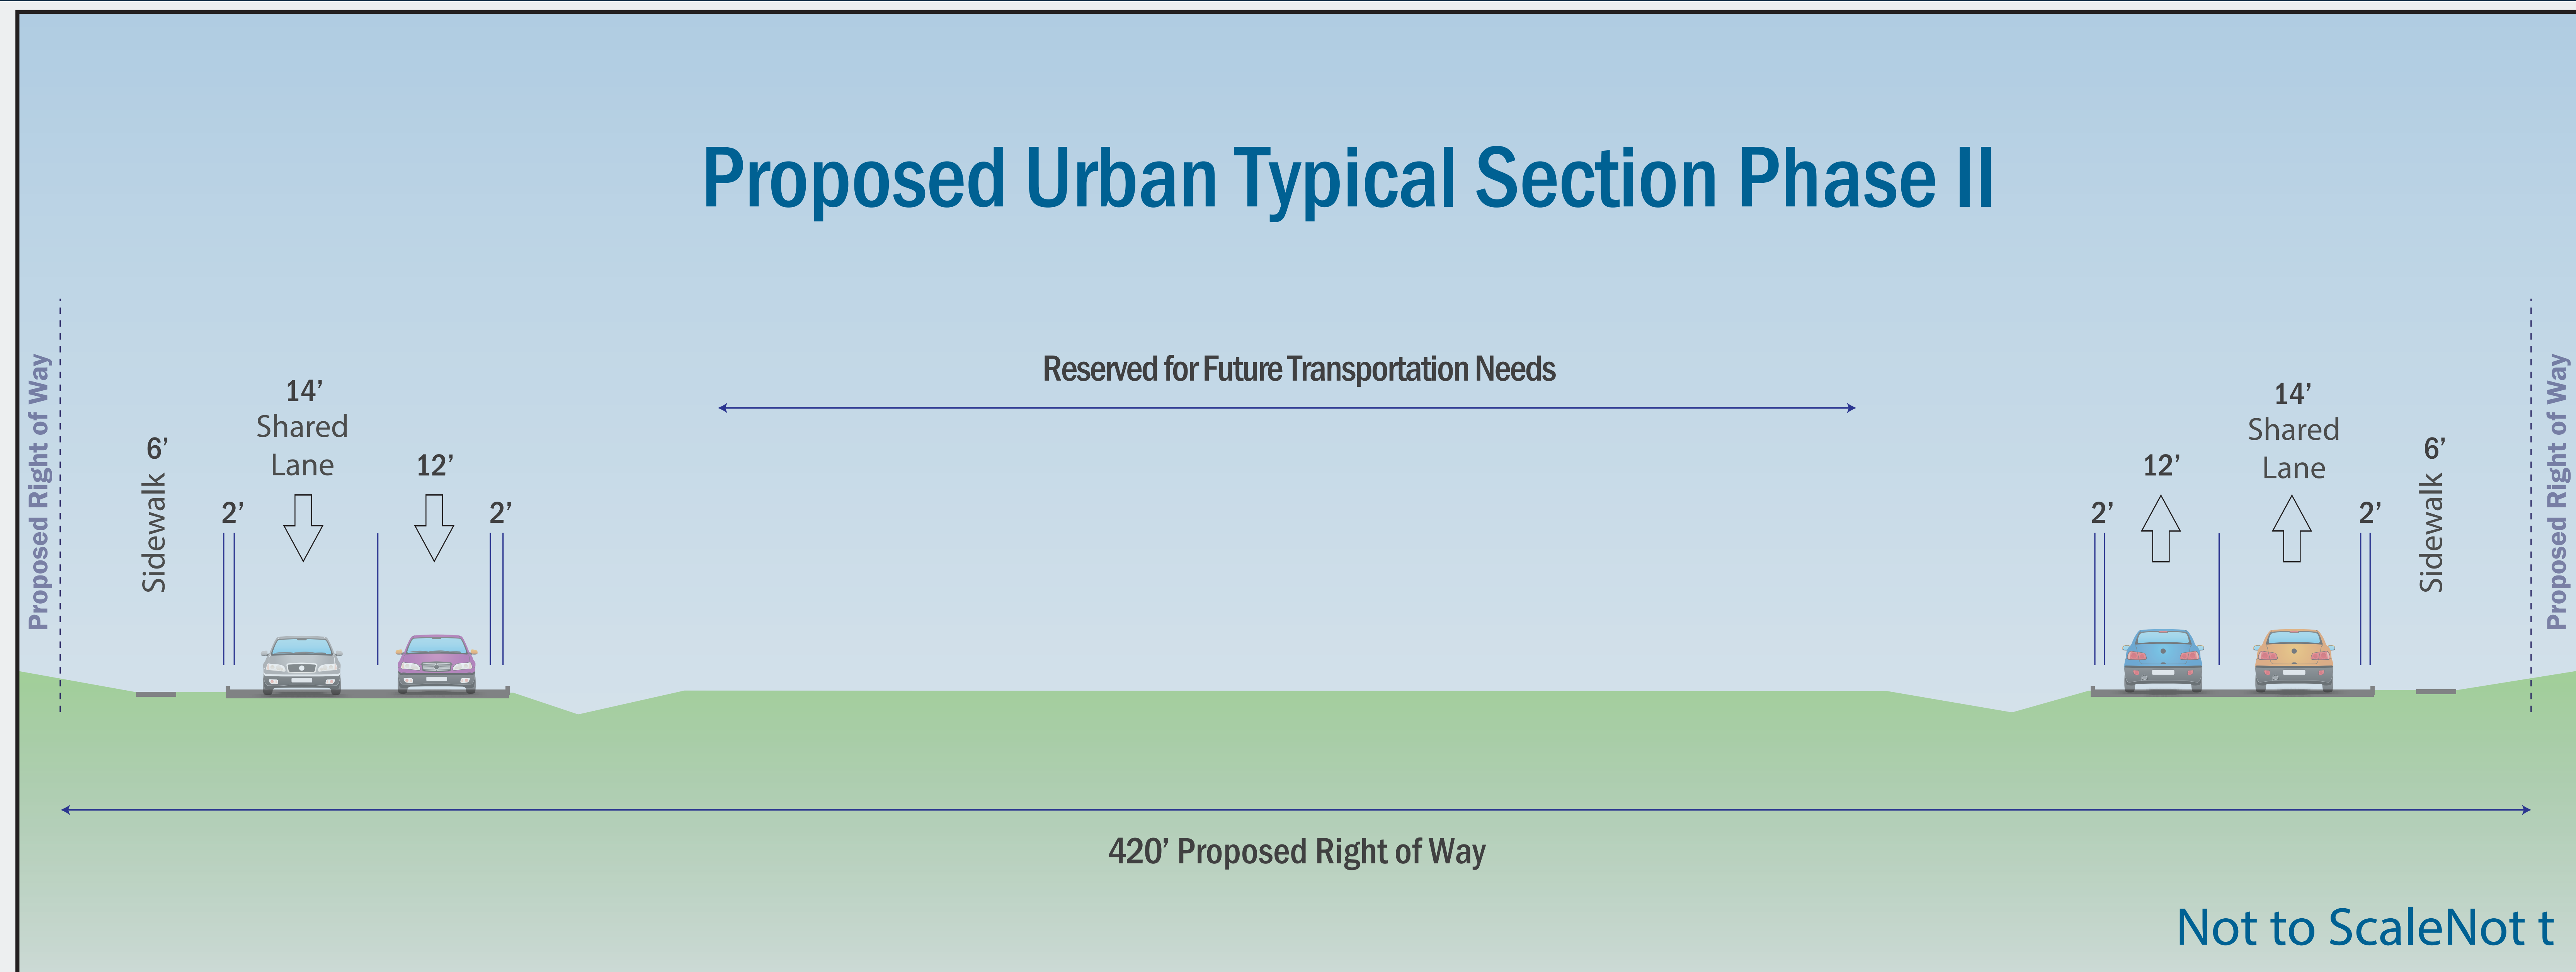 Proposed Urban Typical Section Phase II
Reserved for Future Transportation Needs
Proposed Right of Way
Sidewalk 6’
2’
14’
Shared
Lane
12’
2’
2’
12’
14’
Shared
Lane
2’
Sidewalk 6’
Proposed Right of Way
420’ Proposed Right of Way
Not to ScaleNot t